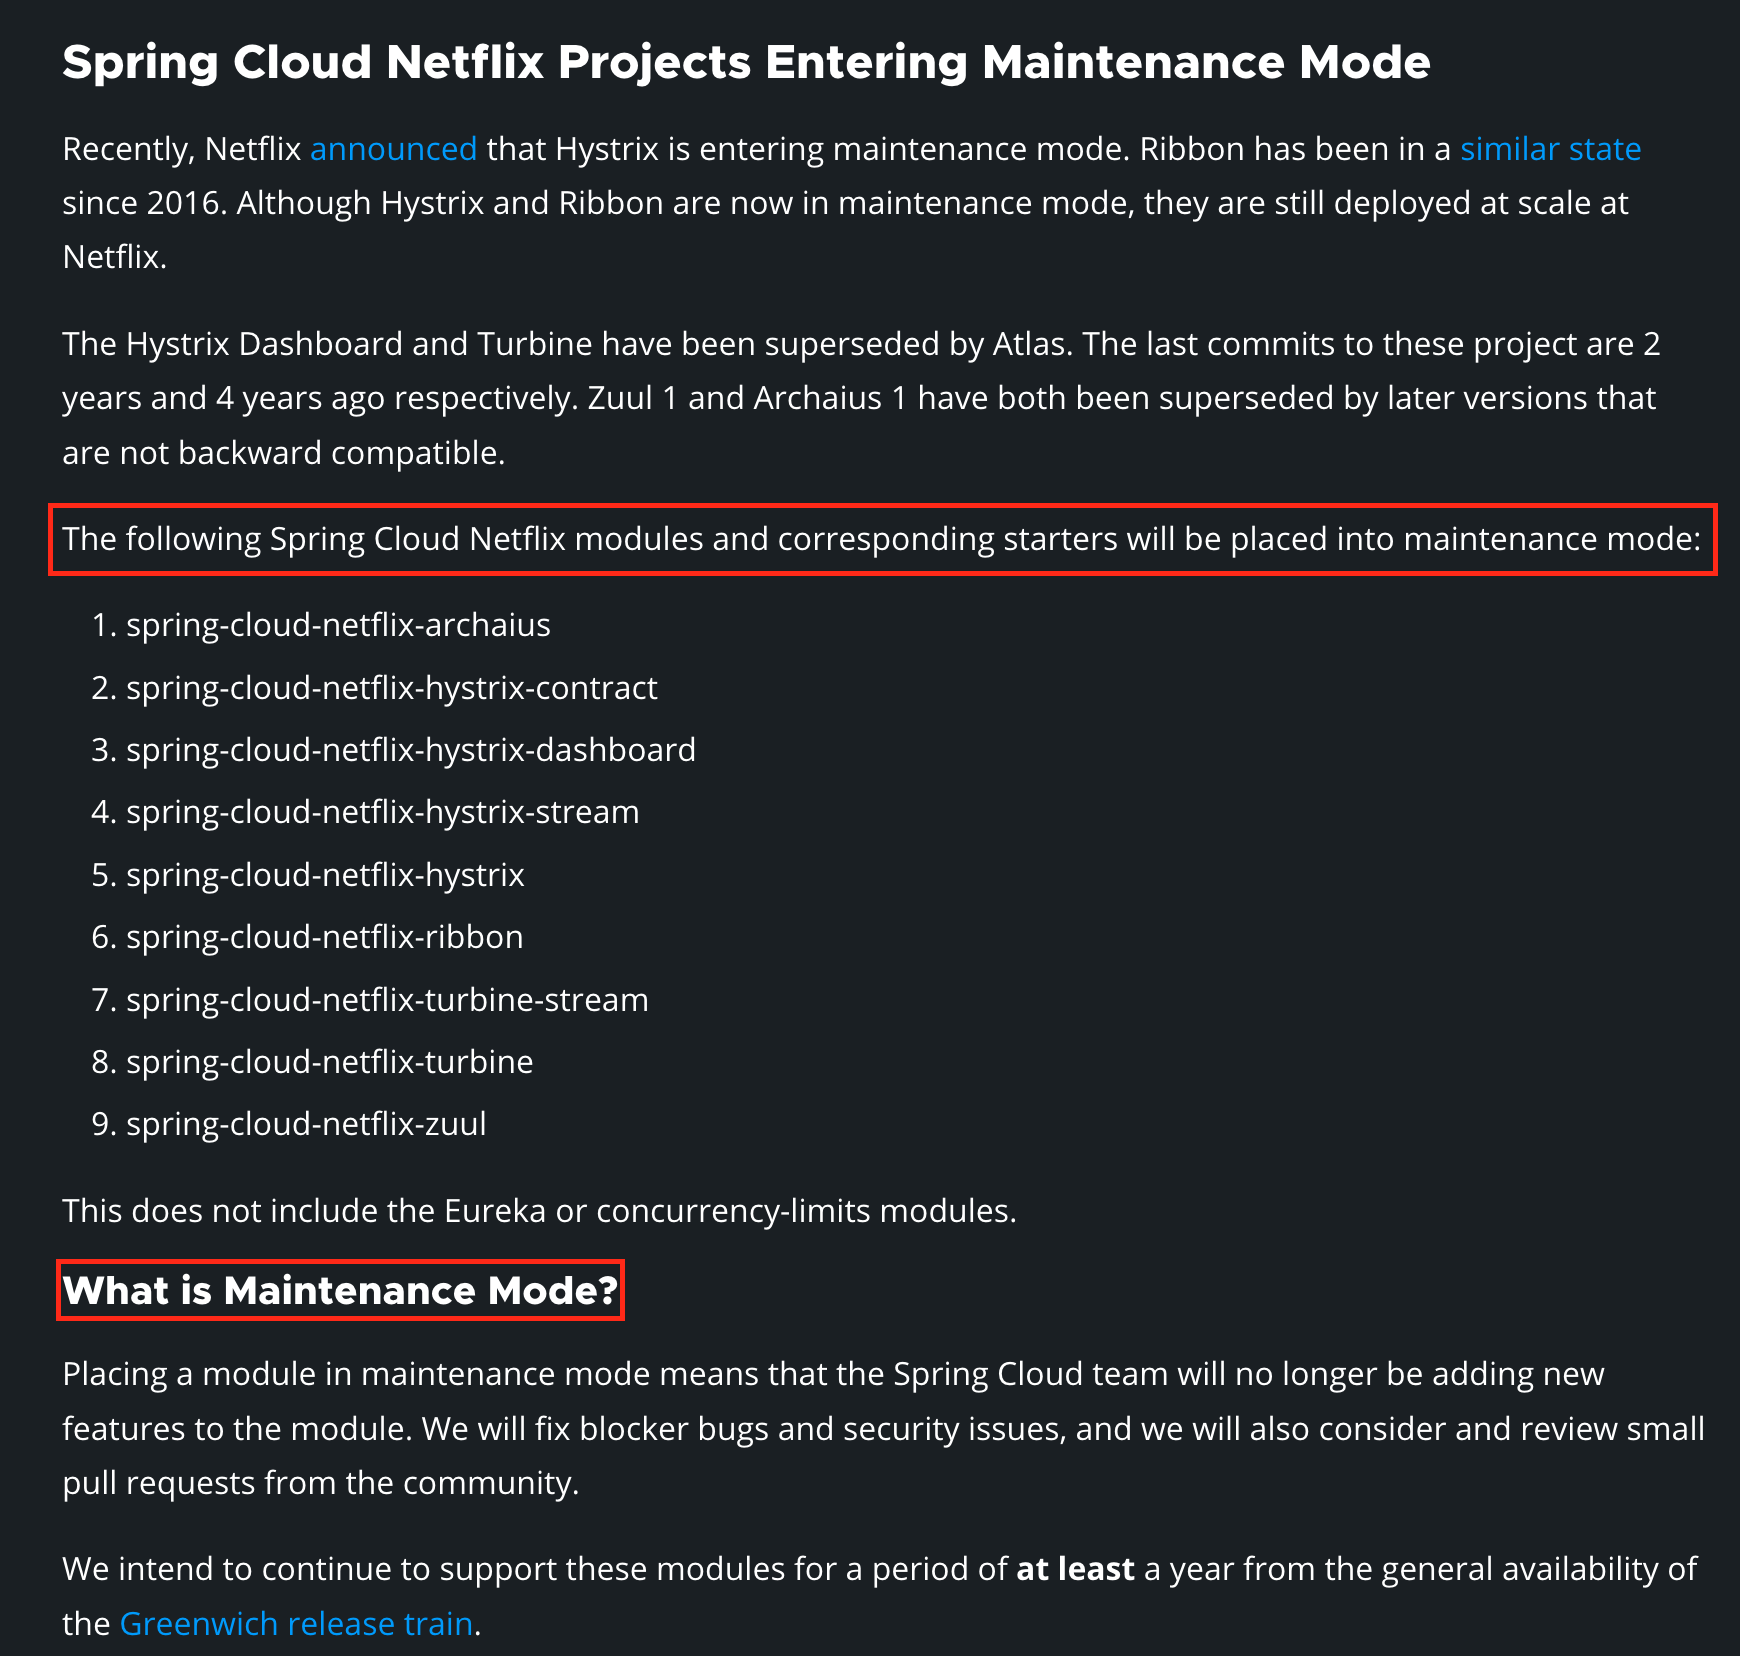 Spring Cloud Netflix Projects Entering Maintenance Mode
Recently, Netflix announced that Hystrix is entering maintenance mode. Ribbon has been in a similar state
since 2016. Although Hystrix and Ribbon are now in maintenance mode, they are still deployed at scale at
Netflix.
The Hystrix Dashboard and Turbine have been superseded by Atlas. The last commits to these project are 2
years and 4 years ago respectively. Zuul 1 and Archaius 1 have both been superseded by later versions that
are not backward compatible.
The following Spring Cloud Netflix modules and corresponding starters will be placed into maintenance mode:
1. spring-cloud-netflix-archaius
2. spring-cloud-netflix-hystrix-contract
3. spring-cloud-netflix-hystrix-dashboard
4. spring-cloud-netflix-hystrix-stream
5. spring-cloud-netflix-hystrix
6. spring-cloud-netflix-ribbon
7. spring-cloud-netflix-turbine-stream
8. spring-cloud-netflix-turbine
9. spring-cloud-netflix-zuul
This does not include the Eureka or concurrency-limits modules.
What is Maintenance Mode?
Placing a module in maintenance mode means that the Spring Cloud team will no longer be adding new
features to the module. We will fix blocker bugs and security issues, and we will also consider and review small
pull requests from the community.
We intend to continue to support these modules for a period of at least a year from the general availability of
the Greenwich release train.